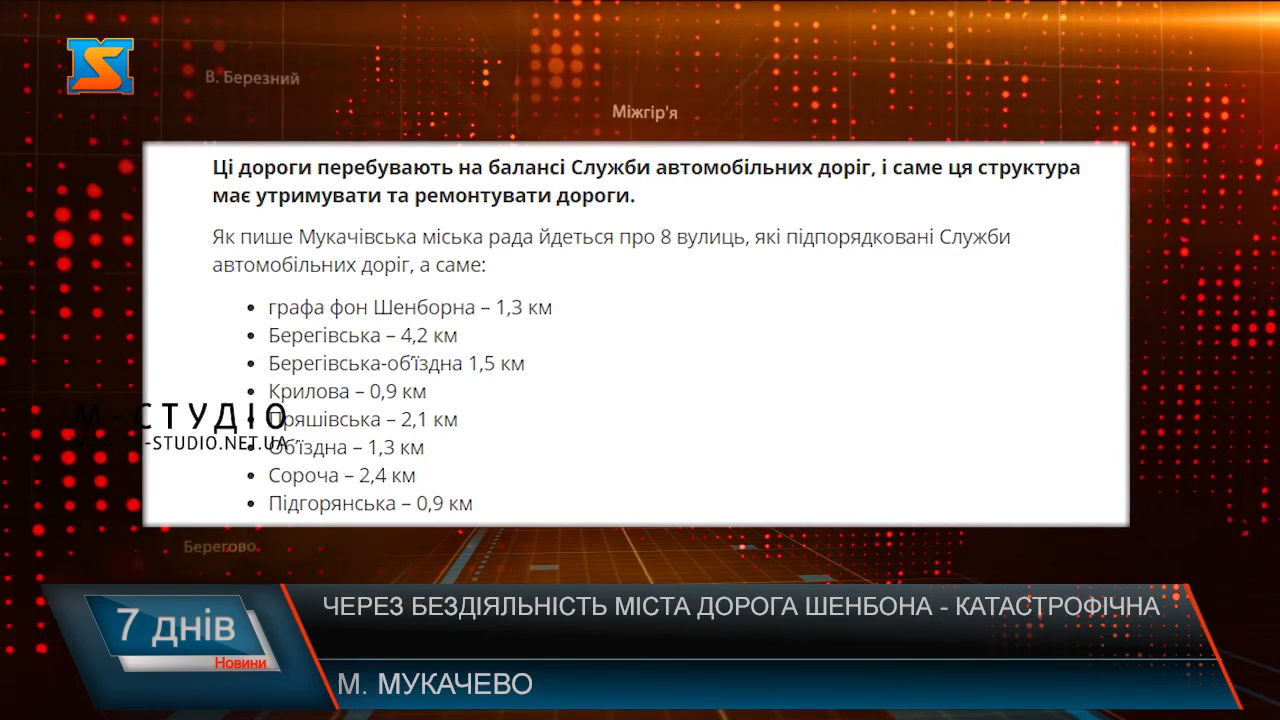 В. Березний
Міжгір'я
Ці дороги перебувають на балансі Служби автомобільних доріг, і саме ця структура
має утримувати та ремонтувати дороги.
Як пише Мукачівська міська рада йдеться про 8 вулиць, які підпорядковані Служби
автомобільних доріг, а саме:
• графа фон Шенборна – 1,3 км
• Берегівська – 4,2 км
• Берегівська-об’їздна 1,5 км
• Крилова – 0,9 км
М-СТУДІО
• Пряшівська – 2,1 км
-STUDIO.NET.UA
• Об’їздна – 1,3 км
• Сороча – 2,4 км
• Підгорянська – 0,9 км
Берегово
7 днів
Новини
ЧЕРЕЗ БЕЗДІЯЛЬНІСТЬ МІСТА ДОРОГА ШЕНБОНА - КАТАСТРОФІЧНА
М. МУКАЧЕВО